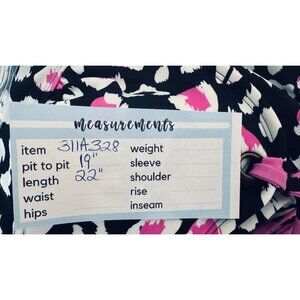 measurements
item 311A328 weight
pit to pit 19" sleeve
length 22" shoulder
waist rise
hips inseam